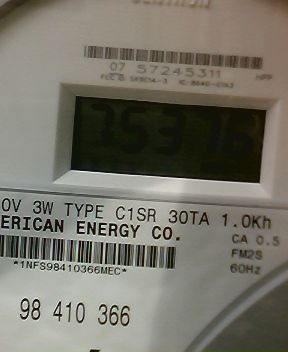 07 57245311
75376
0V 3W TYPE C1SR 30TA 1.0Kh
ERICAN ENERGY CO.
CA 0.5
FM2S
60Hz
*1NFS98410366MEC*
98 410 366